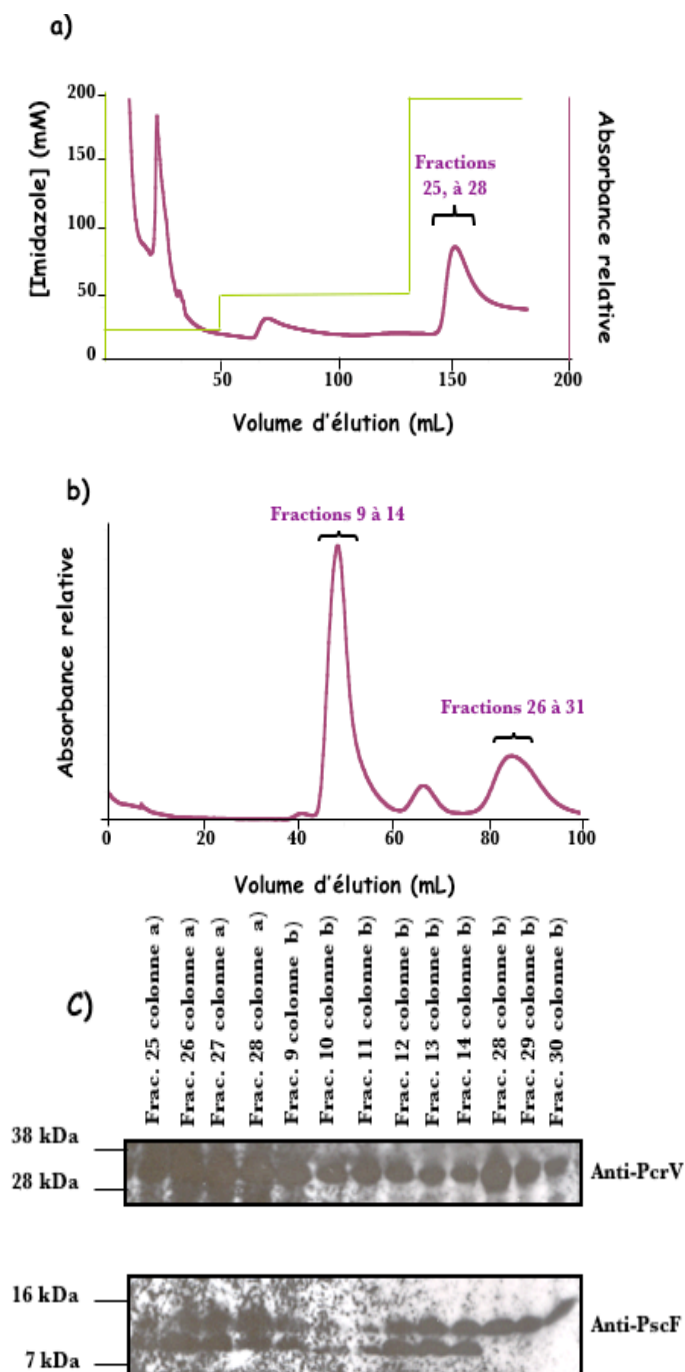 a)
[Imidazole] (mM)
200
150
100
50
0
Fractions
25, à 28
Absorbance relative
50
100
150
200
Volume d'élution (mL)
b)
Absorbance relative
Fractions 9 à 14
Fractions 26 à 31
0
20
40
60
80
100
Volume d'élution (mL)
C)
Frac. 25 colonne a)
Frac. 26 colonne a)
Frac. 27 colonne a)
Frac. 28 colonne a)
Frac. 9 colonne b)
Frac. 10 colonne b)
Frac. 11 colonne b)
Frac. 12 colonne b)
Frac. 13 colonne b)
Frac. 14 colonne b)
Frac. 28 colonne b)
Frac. 29 colonne b)
Frac. 30 colonne b)
38 kDa
28 kDa
Anti-PcrV
16 kDa
7 kDa
Anti-PscF